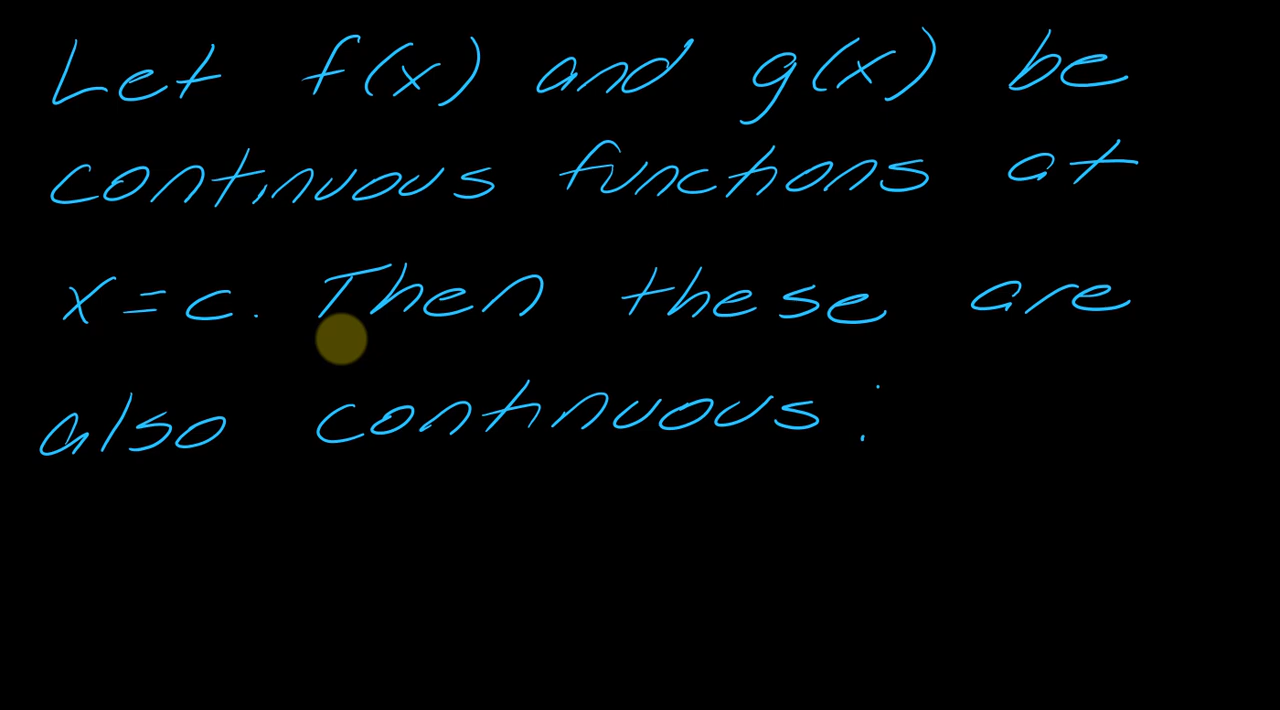 Let f(x) and g(x) be
continuous functions at
x = c. Then these are
also continuous: